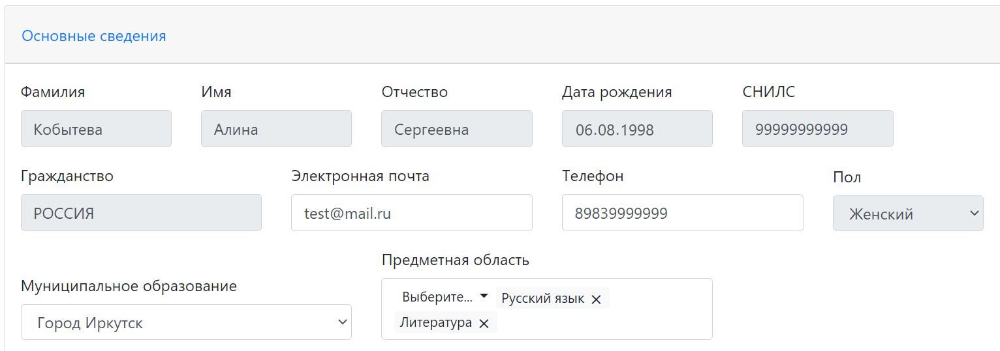 Основные сведения
Фамилия Имя Отчество Дата рождения СНИЛС
Кобытева Алина Сергеевна 06.08.1998 99999999999
Гражданство Электронная почта Телефон Пол
РОССИЯ test@mail.ru 89839999999 Женский
Предметная область
Муниципальное образование
Выберите... Русский язык ×
Город Иркутск
Литература ×